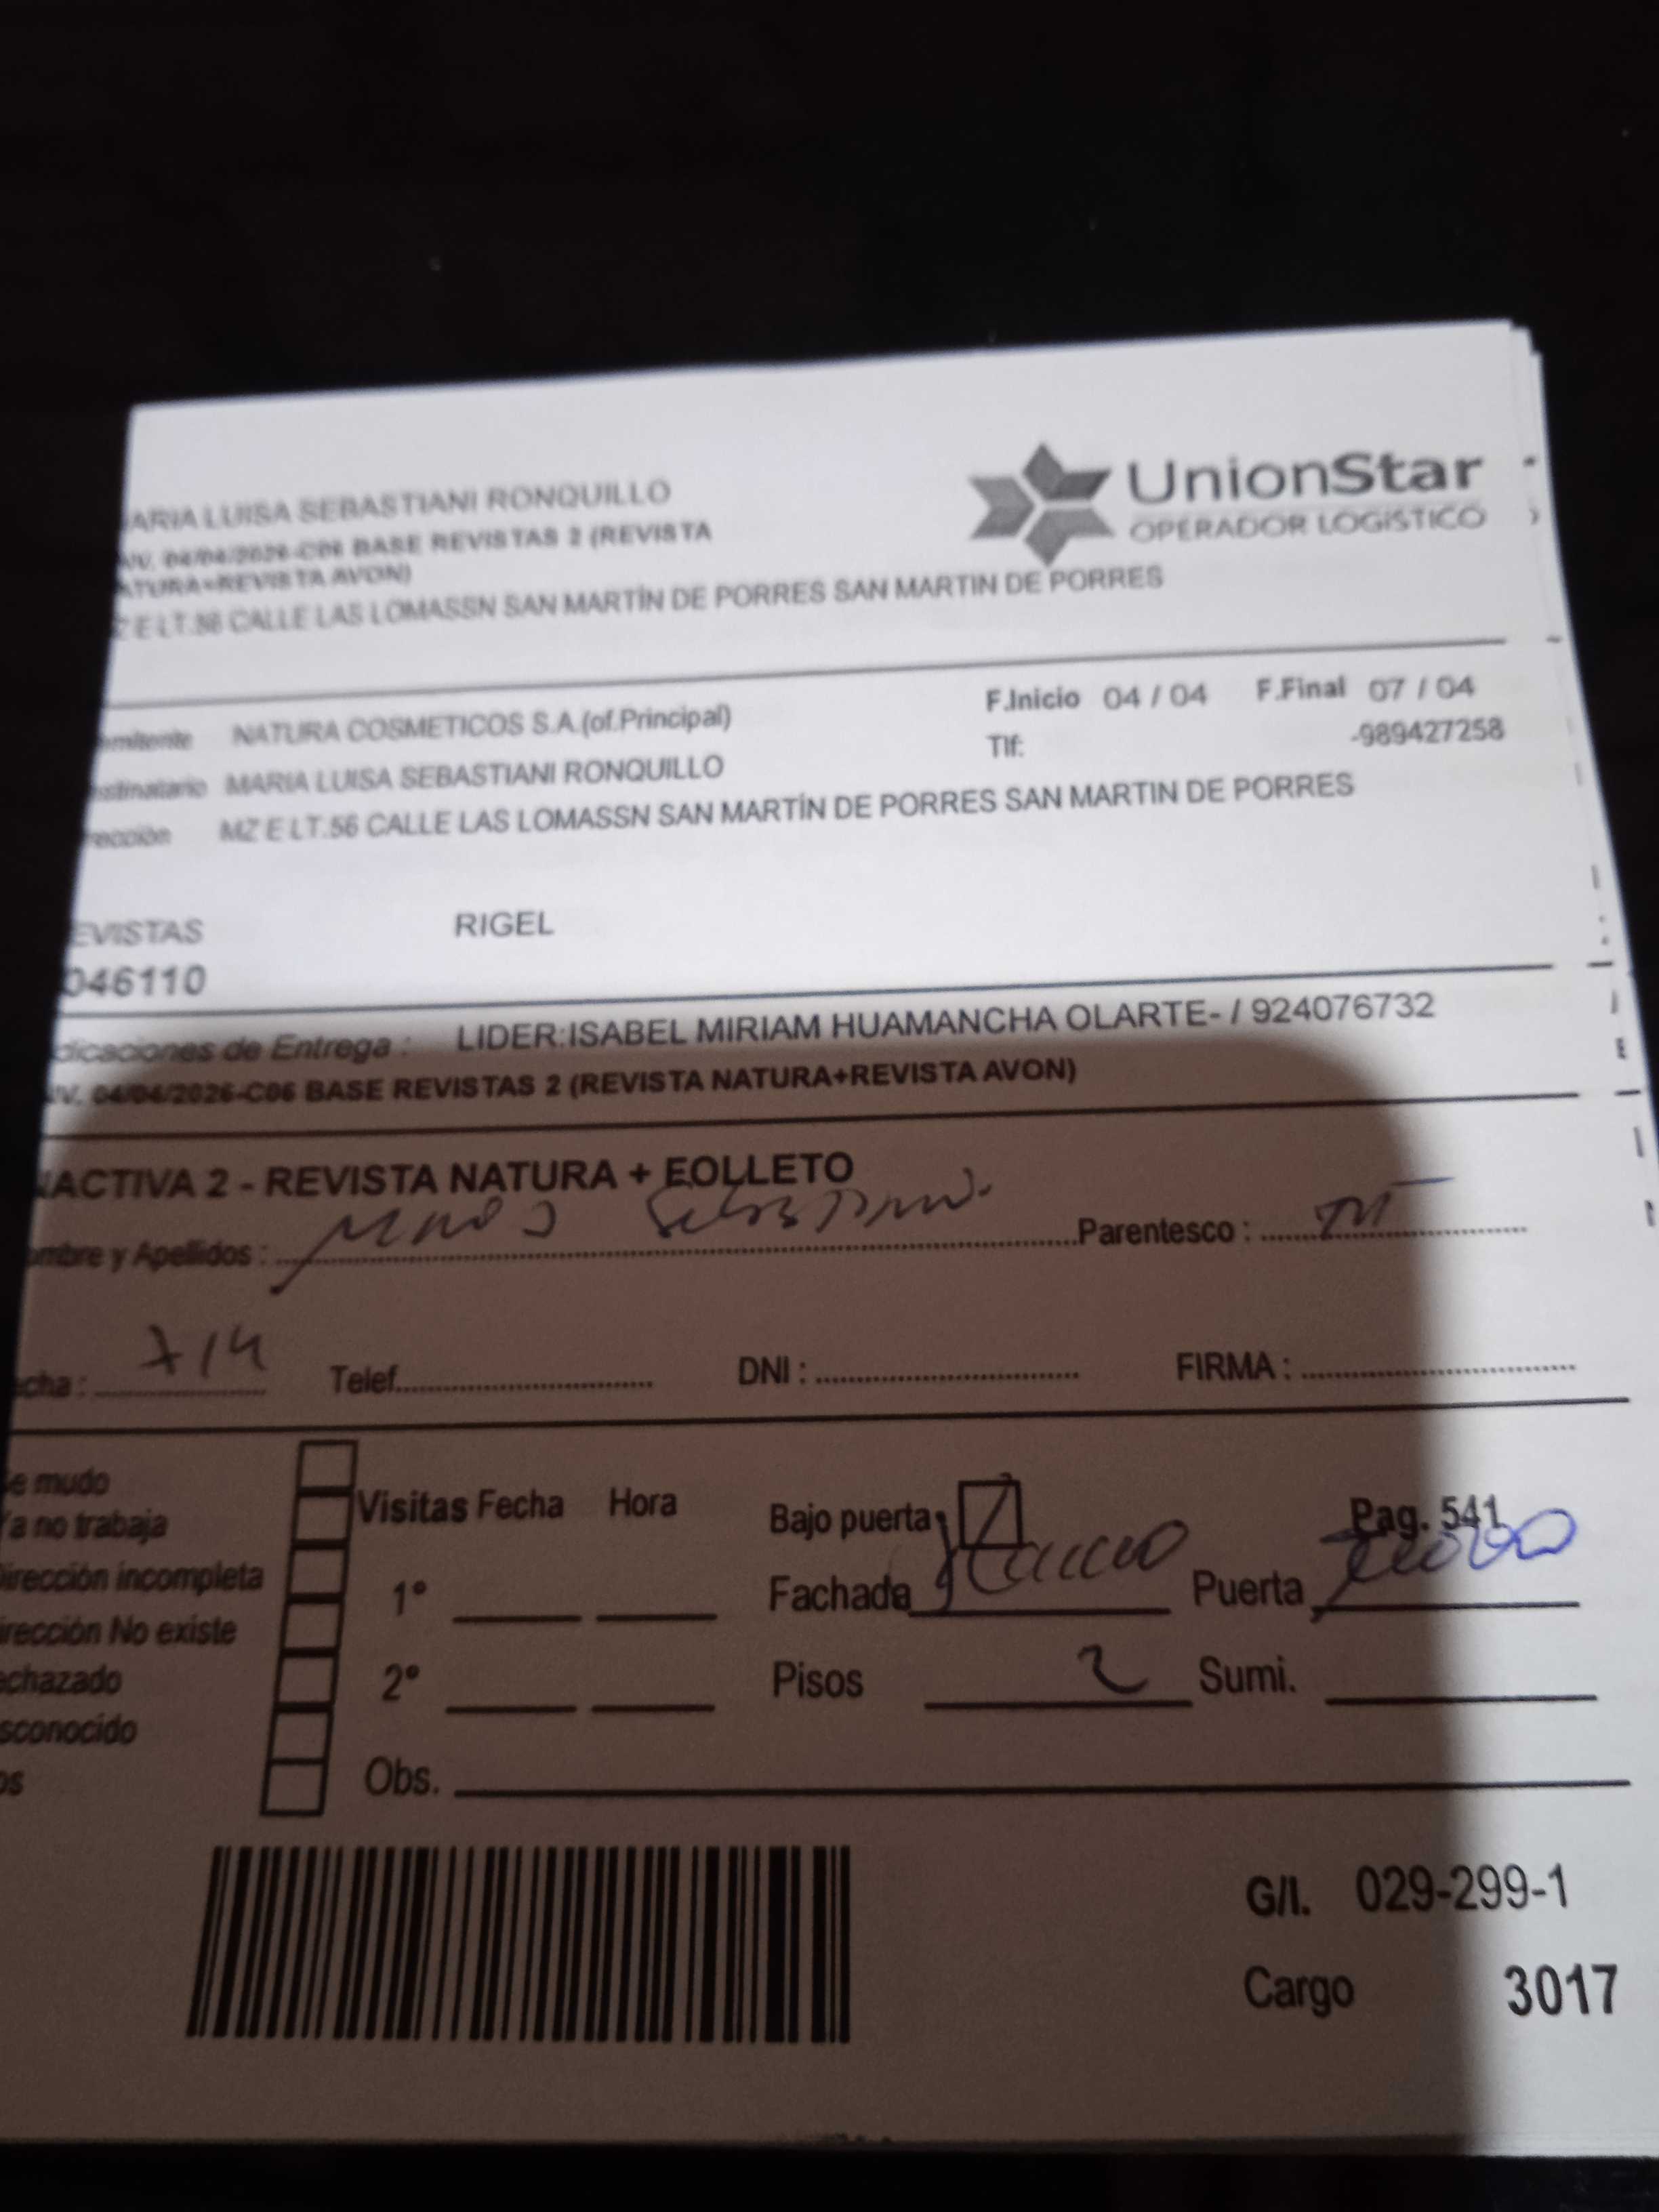 ARIA LUISA SEBASTIANI RONQUILLO
UnionStar
OPERADOR LOGÍSTICO
V. 04/04/2026-C06 BASE REVISTAS 2 (REVISTA
ATURA+REVISTA AVON)
Z E LT.56 CALLE LAS LOMASSN SAN MARTÍN DE PORRES SAN MARTIN DE PORRES
mitente NATURA COSMETICOS S.A.(of.Principal) F.Inicio 04 / 04 F.Final 07 / 04
stinatario MARIA LUISA SEBASTIANI RONQUILLO Tlf: -989427258
rección MZ E LT.56 CALLE LAS LOMASSN SAN MARTÍN DE PORRES SAN MARTIN DE PORRES
EVISTAS RIGEL
046110
dicaciones de Entrega : LIDER:ISABEL MIRIAM HUAMANCHA OLARTE- / 924076732
V. 04/04/2026-C06 BASE REVISTAS 2 (REVISTA NATURA+REVISTA AVON)
NACTIVA 2 - REVISTA NATURA + FOLLETO
mbre y Apellidos : Parentesco :
cha : 7/4 Telef. DNI : FIRMA :
e mudo
Ya no trabaja
Dirección incompleta
irección No existe
echazado
sconocido
os
Visitas Fecha Hora Bajo puerta Pag. 541
1° Fachada Puerta
2° Pisos 2 Sumi.
Obs.
G/I. 029-299-1
Cargo 3017